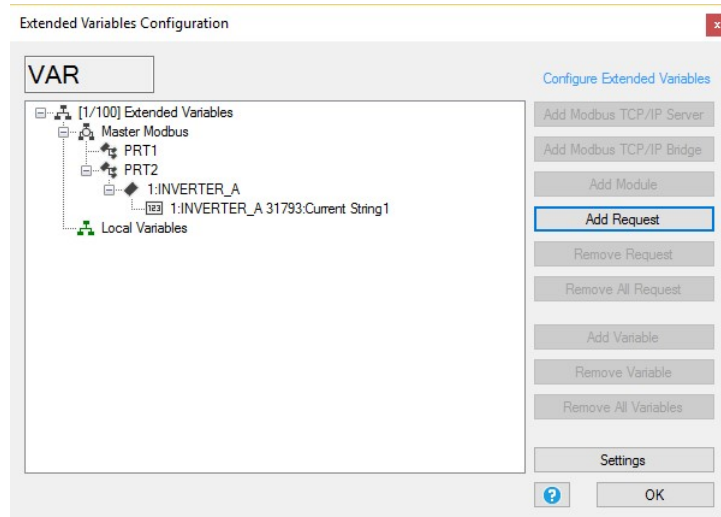 Extended Variables Configuration
x
VAR
Configure Extended Variables
[1/100] Extended Variables
Master Modbus
PRT1
PRT2
1:INVERTER_A
123 1:INVERTER_A 31793:Current String1
Local Variables
Add Modbus TCP/IP Server
Add Modbus TCP/IP Bridge
Add Module
Add Request
Remove Request
Remove All Request
Add Variable
Remove Variable
Remove All Variables
Settings
? OK